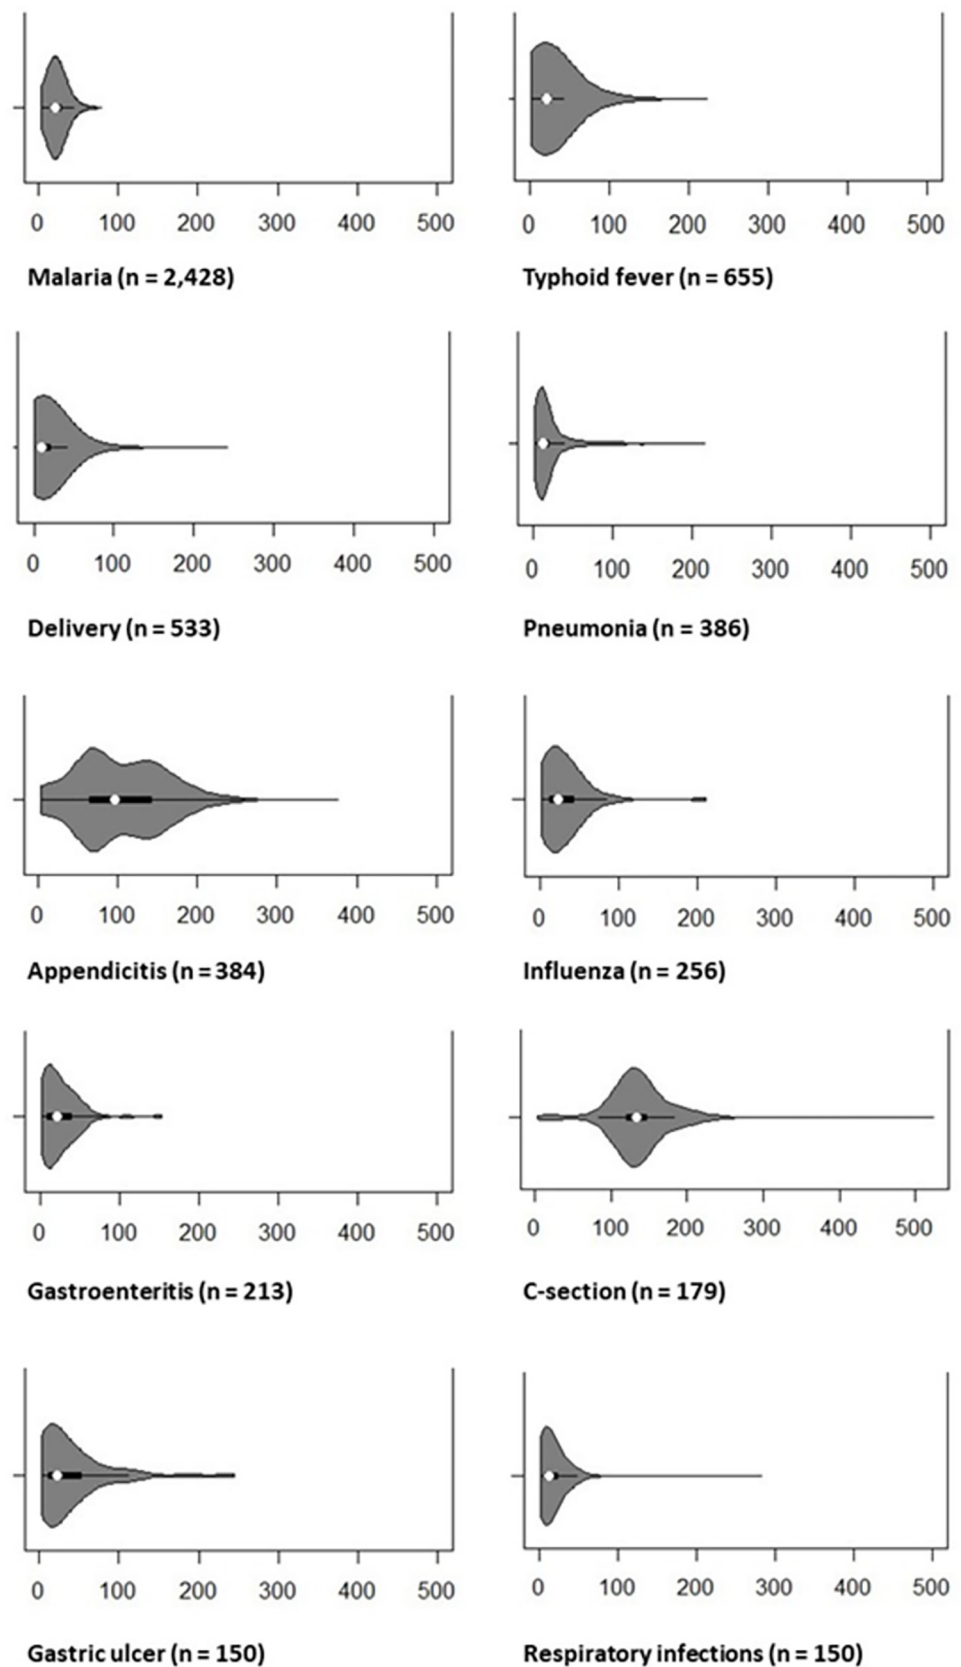 0 100 200 300 400 500
0 100 200 300 400 500
Malaria (n = 2,428)
Typhoid fever (n = 655)
0 100 200 300 400 500
0 100 200 300 400 500
Delivery (n = 533)
Pneumonia (n = 386)
0 100 200 300 400 500
0 100 200 300 400 500
Appendicitis (n = 384)
Influenza (n = 256)
0 100 200 300 400 500
0 100 200 300 400 500
Gastroenteritis (n = 213)
C-section (n = 179)
0 100 200 300 400 500
0 100 200 300 400 500
Gastric ulcer (n = 150)
Respiratory infections (n = 150)